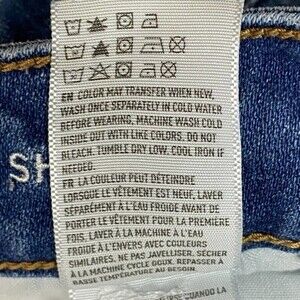 EN COLOR MAY TRANSFER WHEN NEW,
WASH ONCE SEPARATELY IN COLD WATER
BEFORE WEARING, MACHINE WASH COLD
INSIDE OUT WITH LIKE COLORS. DO NOT
BLEACH. TUMBLE DRY LOW. COOL IRON IF
NEEDED.
FR LA COULEUR PEUT DÉTEINDRE
LORSQUE LE VÊTEMENT EST NEUF, LAVER
SÉPARÉMENT À L'EAU FROIDE AVANT DE
PORTER LE VÊTEMENT POUR LA PREMIÈRE
FOIS. LAVER À LA MACHINE À L'EAU
FROIDE À L'ENVERS AVEC COULEURS
SIMILAIRES. NE PAS JAVELLISER. SÉCHER
À LA MACHINE CYCLE DOUX. REPASSER À
BASSE TEMPÉRATURE AU BESOIN.
SH